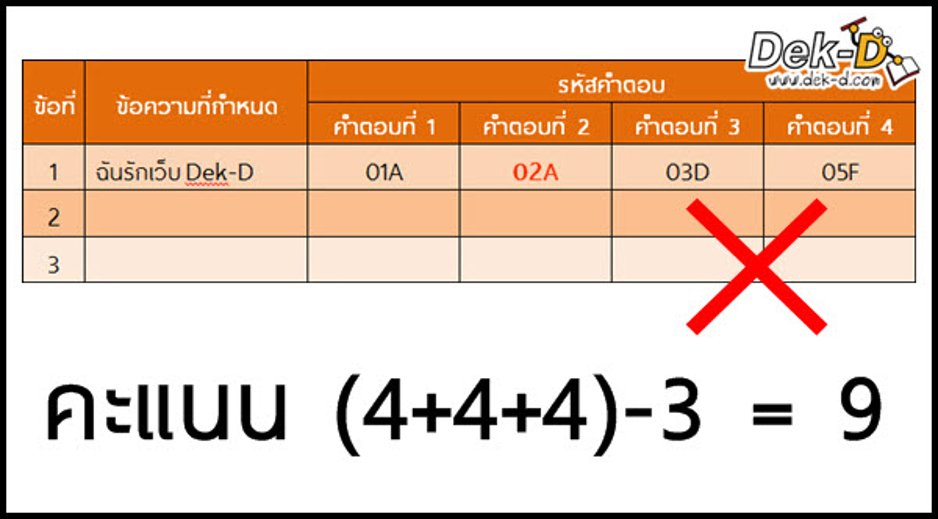 Dek-D
www.dek-d.com
ข้อที่ ข้อความที่กำหนด รหัสคำตอบ
คำตอบที่ 1 คำตอบที่ 2 คำตอบที่ 3 คำตอบที่ 4
1 ฉันรักเว็บ Dek-D 01A 02A 03D 05F
2
3
คะแนน (4+4+4)-3 = 9